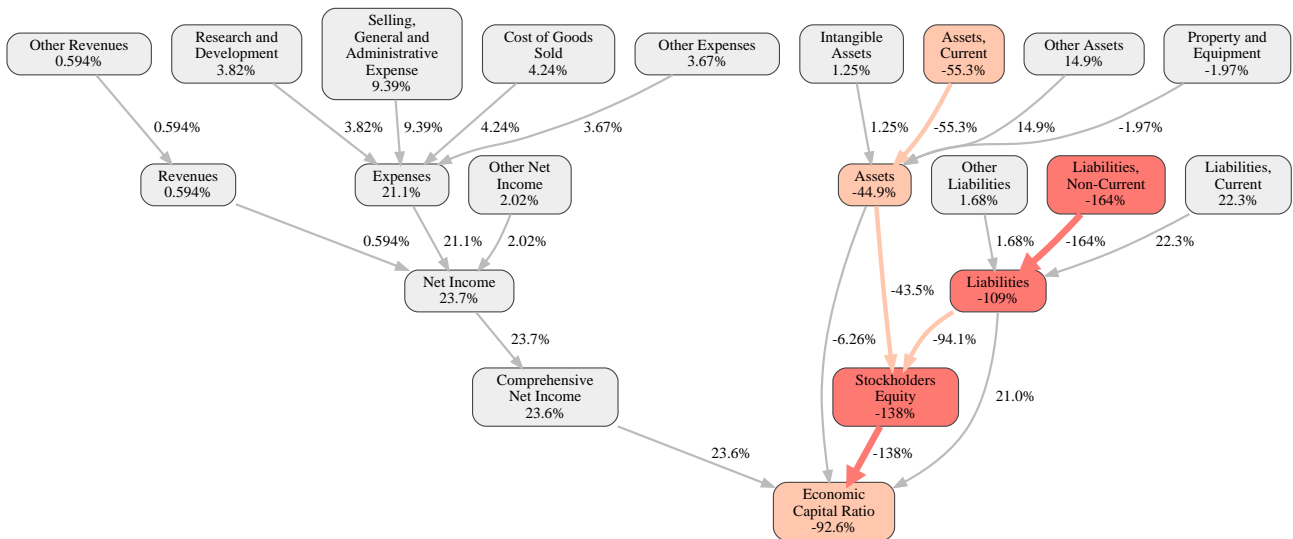 Other Revenues
0.594%
Research and
Development
3.82%
Selling,
General and
Administrative
Expense
9.39%
Cost of Goods
Sold
4.24%
Other Expenses
3.67%
Intangible
Assets
1.25%
Assets,
Current
-55.3%
Other Assets
14.9%
Property and
Equipment
-1.97%
0.594%
3.82%
9.39%
4.24%
3.67%
1.25%
-55.3%
14.9%
-1.97%
Revenues
0.594%
Expenses
21.1%
Other Net
Income
2.02%
Assets
-44.9%
Other
Liabilities
1.68%
Liabilities,
Non-Current
-164%
Liabilities,
Current
22.3%
0.594%
21.1%
2.02%
1.68%
-164%
22.3%
Net Income
23.7%
-43.5%
Liabilities
-109%
23.7%
-6.26%
-94.1%
Comprehensive
Net Income
23.6%
Stockholders
Equity
-138%
21.0%
23.6%
-138%
Economic
Capital Ratio
-92.6%